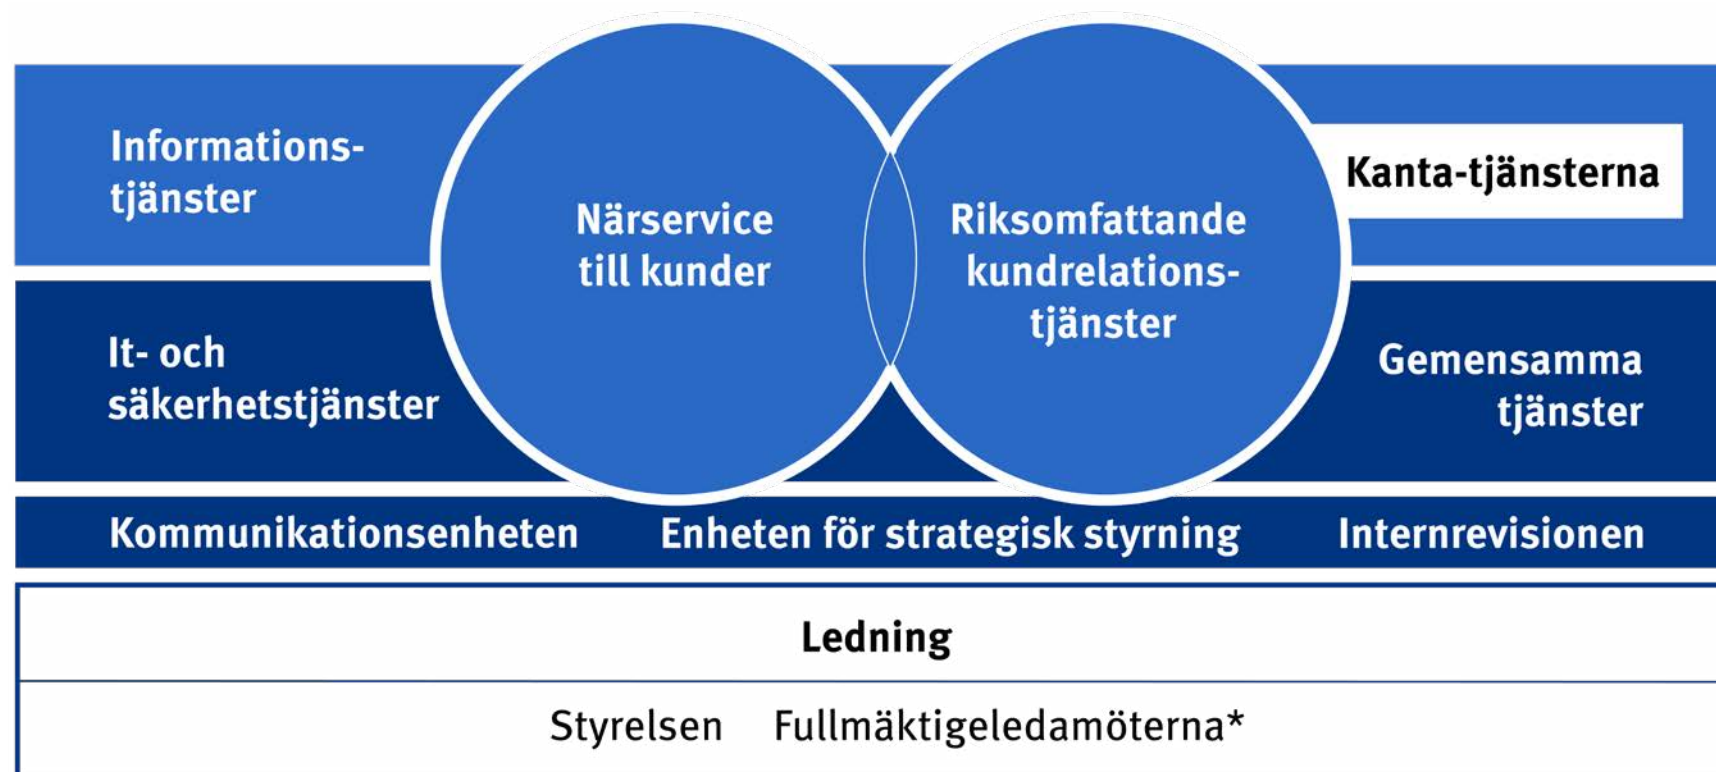 Informations-
tjänster
Närservice
till kunder
Riksomfattande
kundrelations-
tjänster
Kanta-tjänsterna
It- och
säkerhetstjänster
Gemensamma
tjänster
Kommunikationsenheten
Enheten för strategisk styrning
Internrevisionen
Ledning
Styrelsen Fullmäktigeledamöterna*